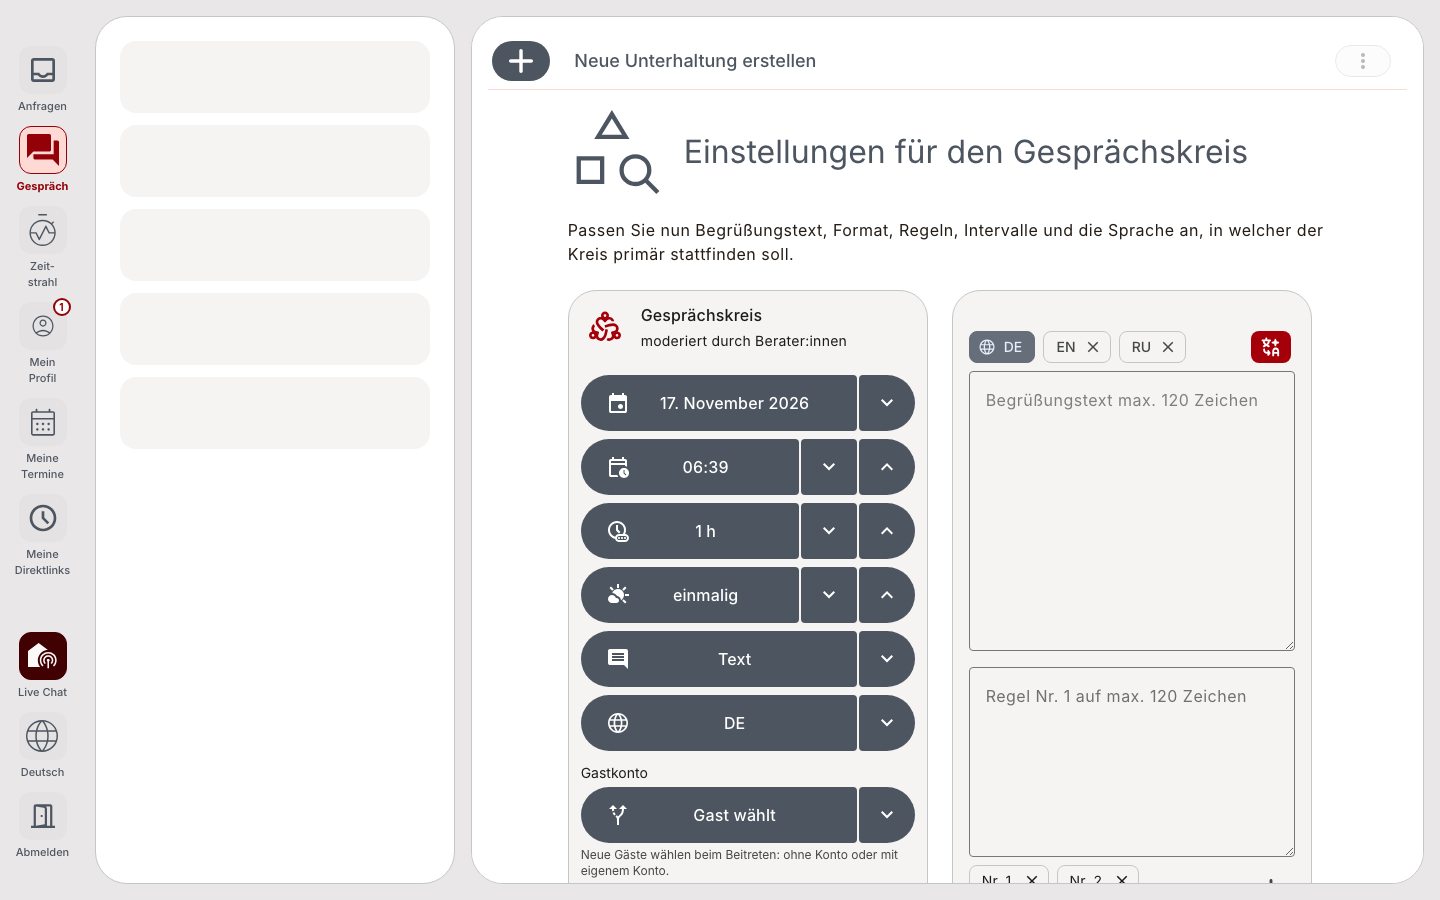 Anfragen
Gespräch
Zeit-
strahl
1
Mein
Profil
Meine
Termine
Meine
Direktlinks
Live Chat
Deutsch
Abmelden
Neue Unterhaltung erstellen
Einstellungen für den Gesprächskreis
Passen Sie nun Begrüßungstext, Format, Regeln, Intervalle und die Sprache an, in welcher der
Kreis primär stattfinden soll.
Gesprächskreis
moderiert durch Berater:innen
17. November 2026
06:39
1 h
einmalig
Text
DE
Gastkonto
Gast wählt
Neue Gäste wählen beim Beitreten: ohne Konto oder mit
eigenem Konto.
DE
EN
RU
Begrüßungstext max. 120 Zeichen
Regel Nr. 1 auf max. 120 Zeichen
Nr. 1
Nr. 2